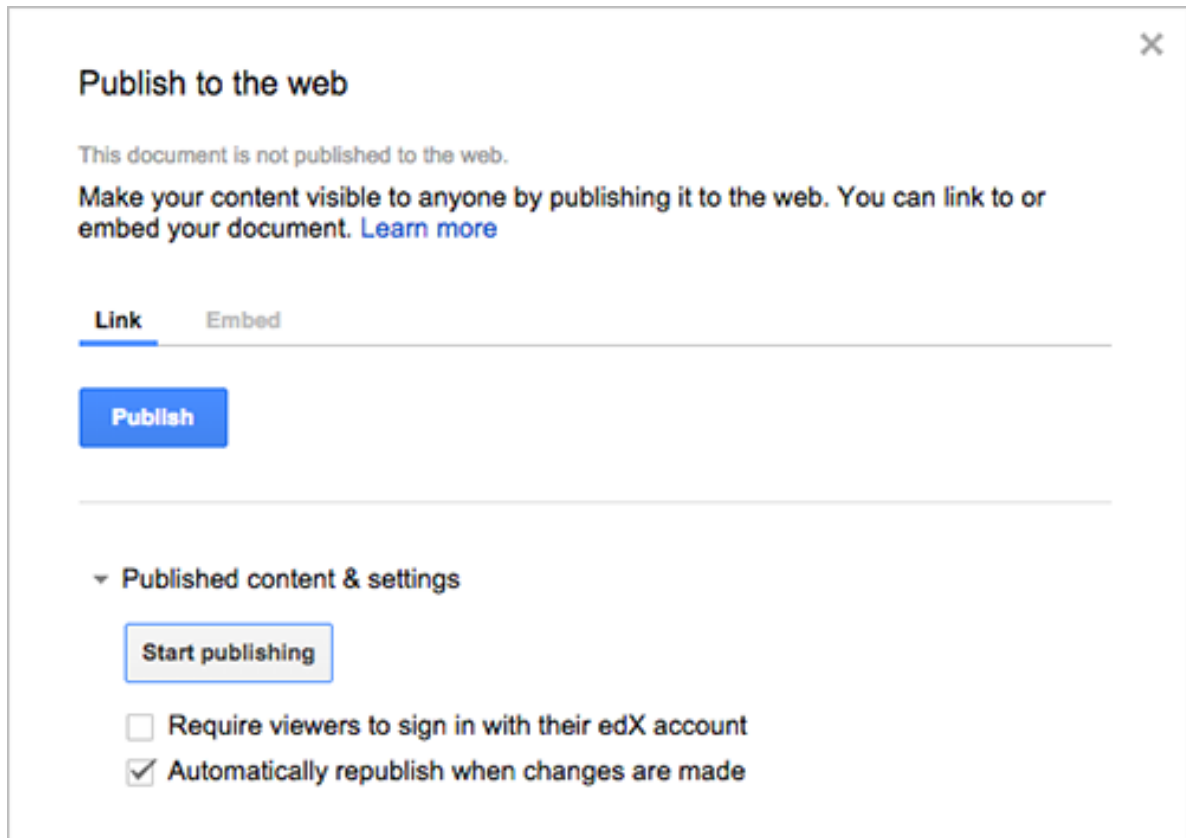 Publish to the web
This document is not published to the web.
Make your content visible to anyone by publishing it to the web. You can link to or
embed your document. Learn more
Link Embed
Publish
Published content & settings
Start publishing
Require viewers to sign in with their edX account
Automatically republish when changes are made